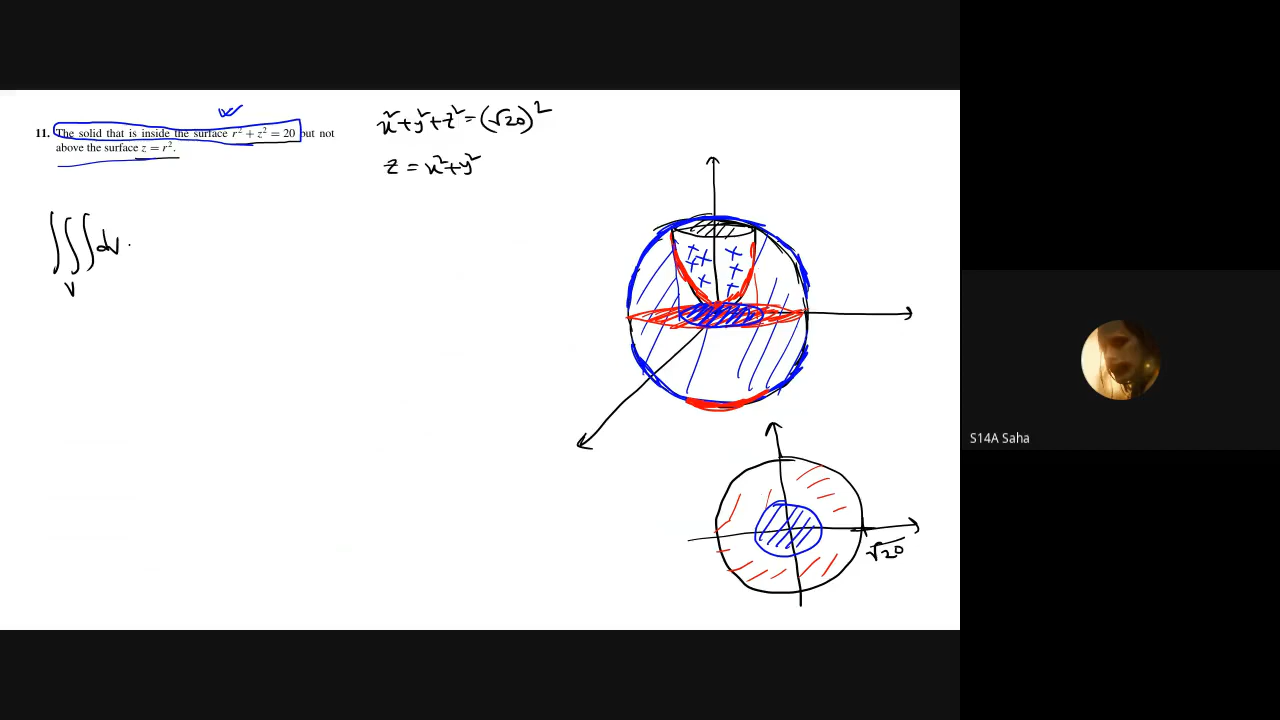 11. The solid that is inside the surface r² + z² = 20 but not
above the surface z = r².
x² + y² + z² = (√20)²
z = x² + y²
∭ dV.
V
√20
S14A Saha